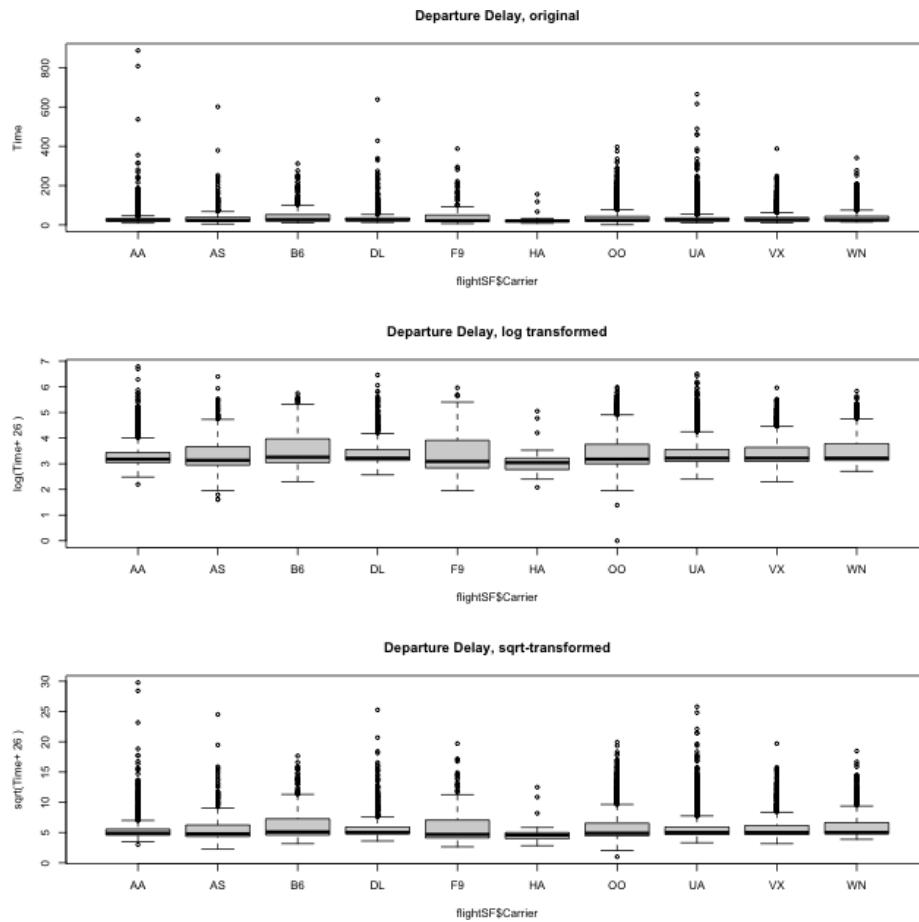 Departure Delay, original
Time
0 200 400 600 800
AA AS B6 DL F9 HA OO UA VX WN
flightSF$Carrier
Departure Delay, log transformed
log(Time+ 26 )
0 1 2 3 4 5 6 7
AA AS B6 DL F9 HA OO UA VX WN
flightSF$Carrier
Departure Delay, sqrt-transformed
sqrt(Time+ 26 )
0 5 10 15 20 25 30
AA AS B6 DL F9 HA OO UA VX WN
flightSF$Carrier